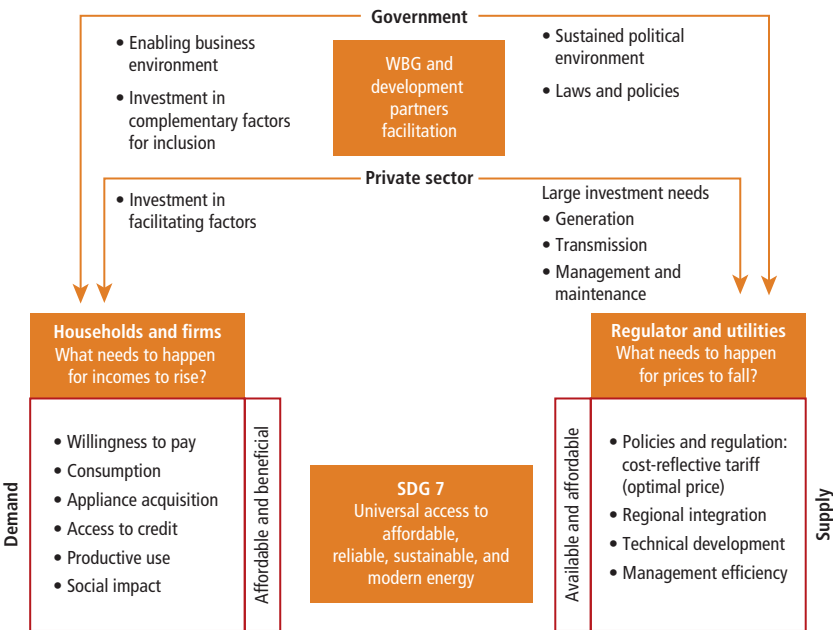 Government
• Enabling business
environment
• Investment in
complementary factors
for inclusion
WBG and
development
partners
facilitation
• Sustained political
environment
• Laws and policies
Private sector
• Investment in
facilitating factors
Large investment needs
• Generation
• Transmission
• Management and
maintenance
Households and firms
What needs to happen
for incomes to rise?
Regulator and utilities
What needs to happen
for prices to fall?
Demand
• Willingness to pay
• Consumption
• Appliance acquisition
• Access to credit
• Productive use
• Social impact
Affordable and beneficial
SDG 7
Universal access to
affordable,
reliable, sustainable, and
modern energy
Available and affordable
• Policies and regulation:
cost-reflective tariff
(optimal price)
• Regional integration
• Technical development
• Management efficiency
Supply